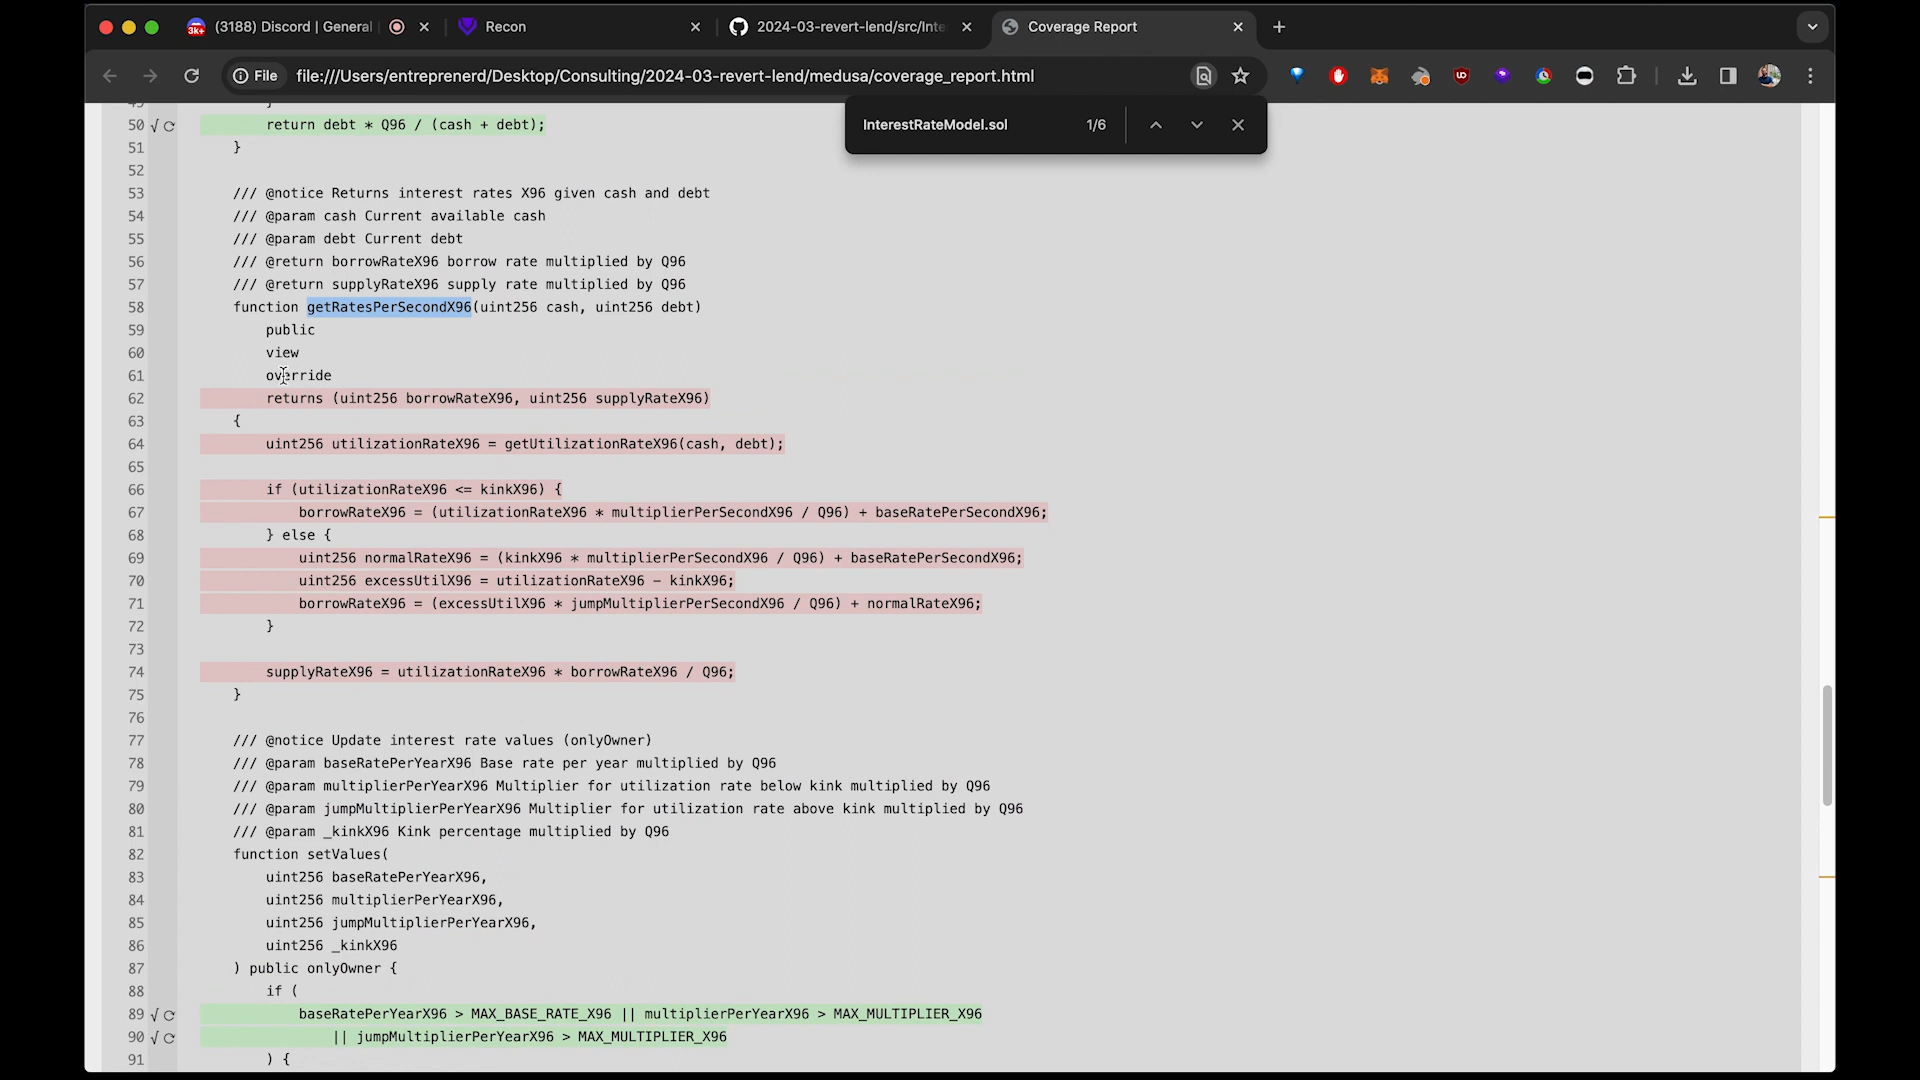 (3188) Discord | General
Recon
2024-03-revert-lend/src/Inte
Coverage Report
File
file:///Users/entreprenerd/Desktop/Consulting/2024-03-revert-lend/medusa/coverage_report.html
InterestRateModel.sol 1/6
49 }
50 √ return debt * Q96 / (cash + debt);
51 }
52
53 /// @notice Returns interest rates X96 given cash and debt
54 /// @param cash Current available cash
55 /// @param debt Current debt
56 /// @return borrowRateX96 borrow rate multiplied by Q96
57 /// @return supplyRateX96 supply rate multiplied by Q96
58 function getRatesPerSecondX96(uint256 cash, uint256 debt)
59 public
60 view
61 override
62 returns (uint256 borrowRateX96, uint256 supplyRateX96)
63 {
64 uint256 utilizationRateX96 = getUtilizationRateX96(cash, debt);
65
66 if (utilizationRateX96 <= kinkX96) {
67 borrowRateX96 = (utilizationRateX96 * multiplierPerSecondX96 / Q96) + baseRatePerSecondX96;
68 } else {
69 uint256 normalRateX96 = (kinkX96 * multiplierPerSecondX96 / Q96) + baseRatePerSecondX96;
70 uint256 excessUtilX96 = utilizationRateX96 - kinkX96;
71 borrowRateX96 = (excessUtilX96 * jumpMultiplierPerSecondX96 / Q96) + normalRateX96;
72 }
73
74 supplyRateX96 = utilizationRateX96 * borrowRateX96 / Q96;
75 }
76
77 /// @notice Update interest rate values (onlyOwner)
78 /// @param baseRatePerYearX96 Base rate per year multiplied by Q96
79 /// @param multiplierPerYearX96 Multiplier for utilization rate below kink multiplied by Q96
80 /// @param jumpMultiplierPerYearX96 Multiplier for utilization rate above kink multiplied by Q96
81 /// @param _kinkX96 Kink percentage multiplied by Q96
82 function setValues(
83 uint256 baseRatePerYearX96,
84 uint256 multiplierPerYearX96,
85 uint256 jumpMultiplierPerYearX96,
86 uint256 _kinkX96
87 ) public onlyOwner {
88 if (
89 √ baseRatePerYearX96 > MAX_BASE_RATE_X96 || multiplierPerYearX96 > MAX_MULTIPLIER_X96
90 √ || jumpMultiplierPerYearX96 > MAX_MULTIPLIER_X96
91 ) {